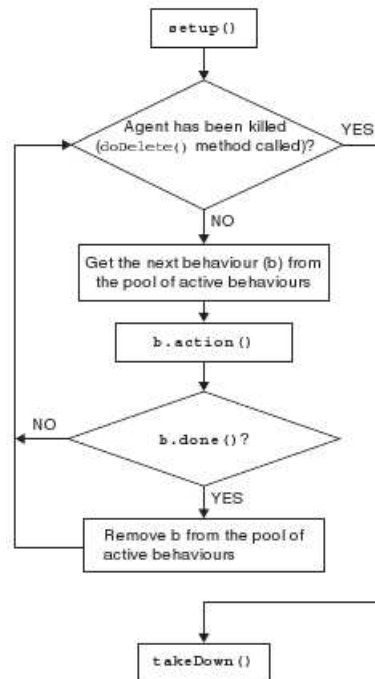 setup()
Agent has been killed
(doDelete() method called)?
YES
NO
Get the next behaviour (b) from
the pool of active behaviours
b.action()
NO
b.done()?
YES
Remove b from the pool of
active behaviours
takeDown()